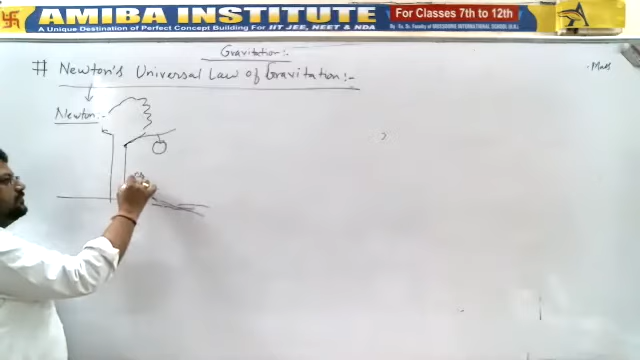 AMIBA INSTITUTE
For Classes 7th to 12th
A Unique Destination of Perfect Concept Building For IIT JEE, NEET & NDA
Gravitation:-
# Newton's Universal Law of Gravitation:-
Newton:-